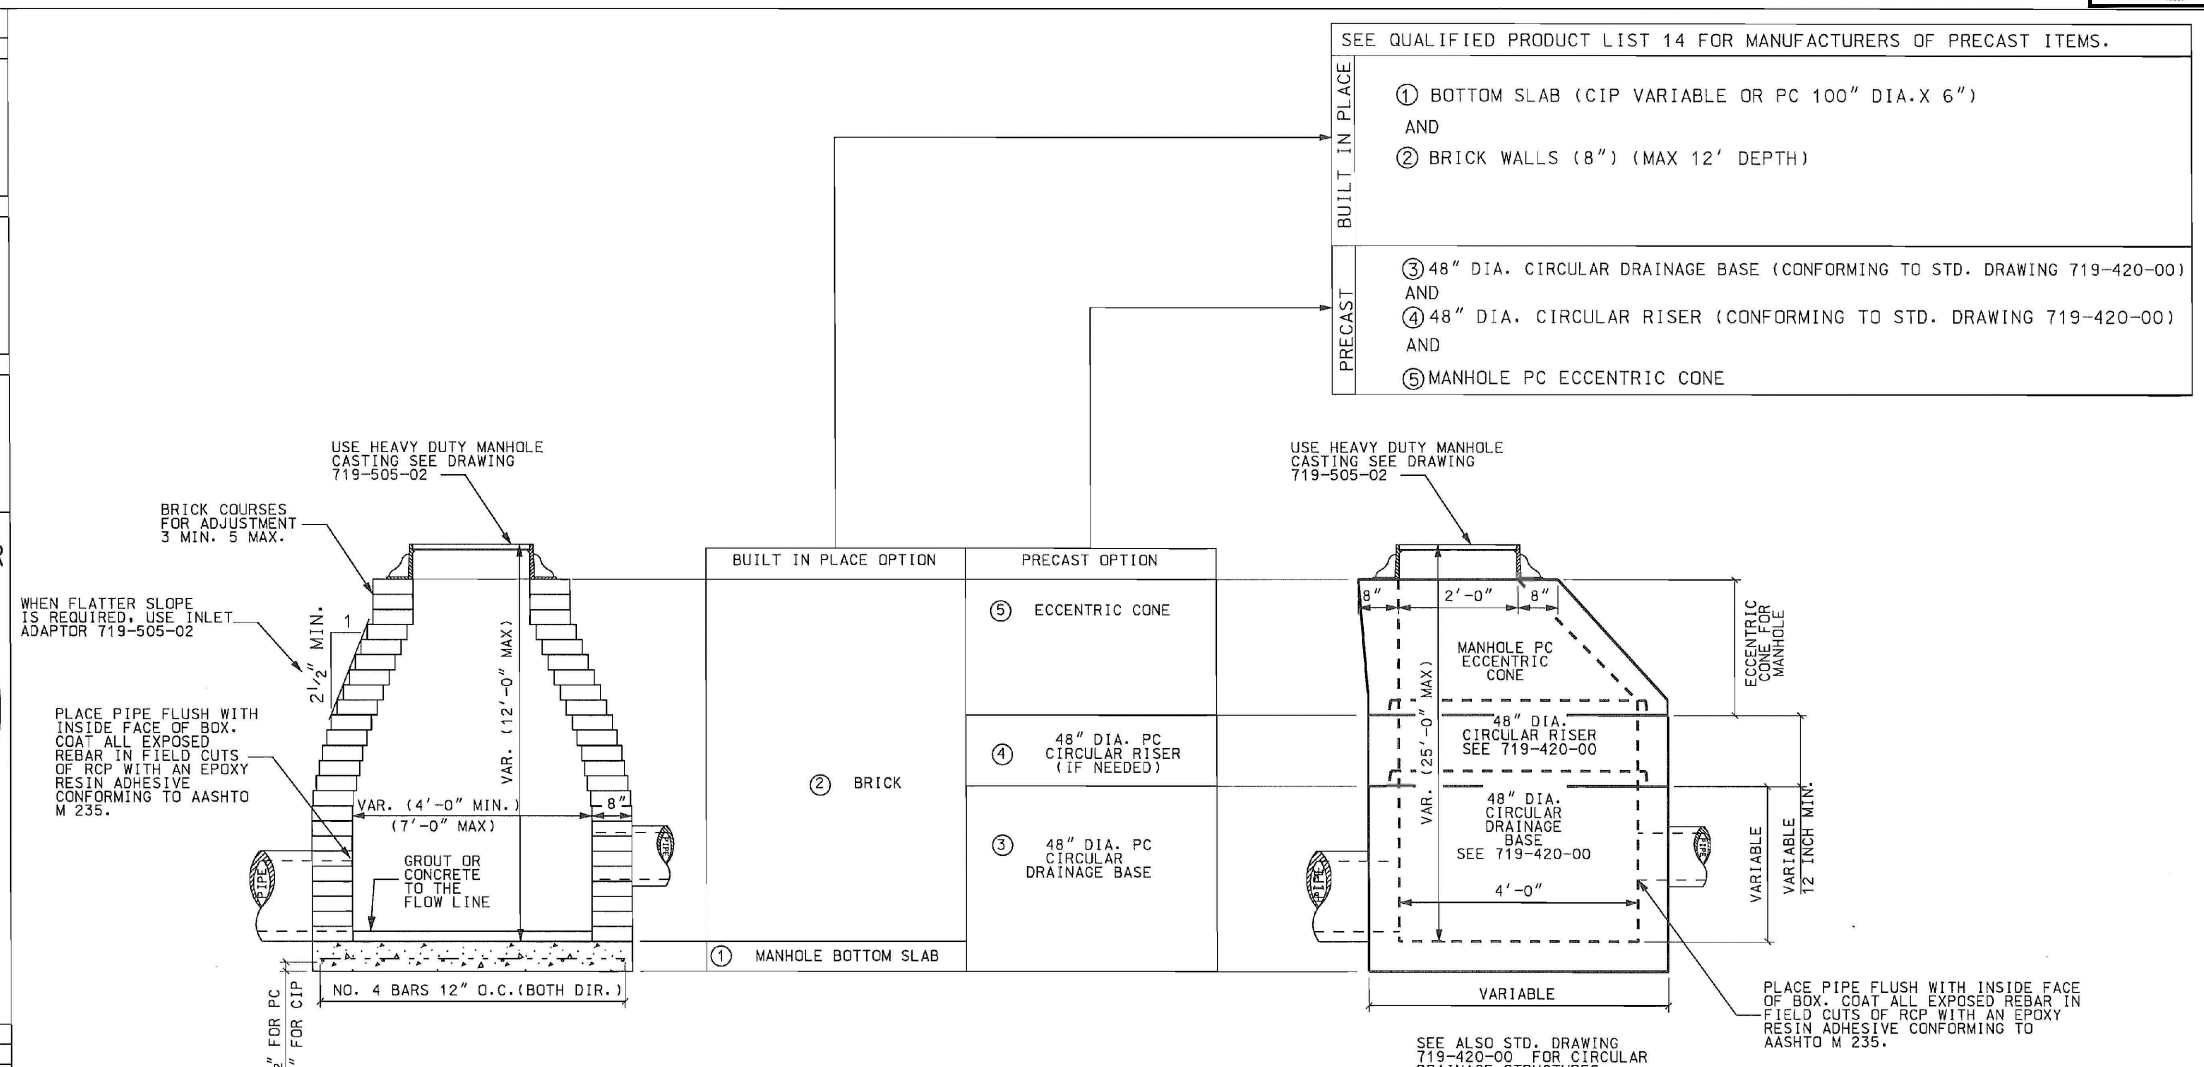 SEE QUALIFIED PRODUCT LIST 14 FOR MANUFACTURERS OF PRECAST ITEMS.
BUILT IN PLACE
① BOTTOM SLAB (CIP VARIABLE OR PC 100" DIA.X 6")
AND
② BRICK WALLS (8") (MAX 12' DEPTH)
PRECAST
③ 48" DIA. CIRCULAR DRAINAGE BASE (CONFORMING TO STD. DRAWING 719-420-00)
AND
④ 48" DIA. CIRCULAR RISER (CONFORMING TO STD. DRAWING 719-420-00)
AND
⑤ MANHOLE PC ECCENTRIC CONE
USE HEAVY DUTY MANHOLE
CASTING SEE DRAWING
719-505-02
BRICK COURSES
FOR ADJUSTMENT
3 MIN. 5 MAX.
WHEN FLATTER SLOPE
IS REQUIRED, USE INLET
ADAPTOR 719-505-02
1
2 1/2" MIN.
PLACE PIPE FLUSH WITH
INSIDE FACE OF BOX.
COAT ALL EXPOSED
REBAR IN FIELD CUTS
OF RCP WITH AN EPOXY
RESIN ADHESIVE
CONFORMING TO AASHTO
M 235.
VAR. (12'-0" MAX)
VAR. (4'-0" MIN.)
(7'-0" MAX)
8"
GROUT OR
CONCRETE
TO THE
FLOW LINE
PIPE
PIPE
NO. 4 BARS 12" O.C.(BOTH DIR.)
" FOR PC
" FOR CIP
BUILT IN PLACE OPTION
PRECAST OPTION
⑤ ECCENTRIC CONE
④ 48" DIA. PC
CIRCULAR RISER
(IF NEEDED)
② BRICK
③ 48" DIA. PC
CIRCULAR
DRAINAGE BASE
① MANHOLE BOTTOM SLAB
USE HEAVY DUTY MANHOLE
CASTING SEE DRAWING
719-505-02
8"
2'-0"
8"
MANHOLE PC
ECCENTRIC
CONE
ECCENTRIC
CONE FOR
MANHOLE
VAR. (25'-0" MAX)
48" DIA.
CIRCULAR RISER
SEE 719-420-00
48" DIA.
CIRCULAR
DRAINAGE
BASE
SEE 719-420-00
4'-0"
PIPE
PIPE
VARIABLE
VARIABLE
12 INCH MIN.
VARIABLE
PLACE PIPE FLUSH WITH INSIDE FACE
OF BOX. COAT ALL EXPOSED REBAR IN
FIELD CUTS OF RCP WITH AN EPOXY
RESIN ADHESIVE CONFORMING TO
AASHTO M 235.
SEE ALSO STD. DRAWING
719-420-00 FOR CIRCULAR
DRAINAGE STRUCTURES